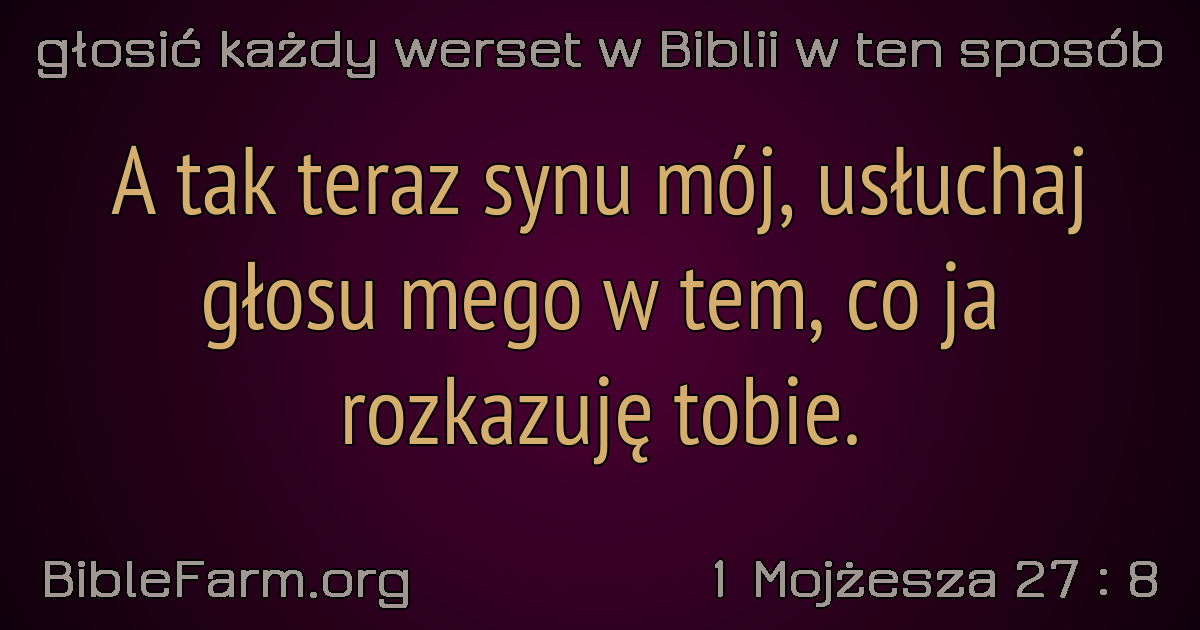 głosić każdy werset w Biblii w ten sposób
A tak teraz synu mój, usłuchaj
głosu mego w tem, co ja
rozkazuję tobie.
BibleFarm.org
1 Mojżesza 27 : 8